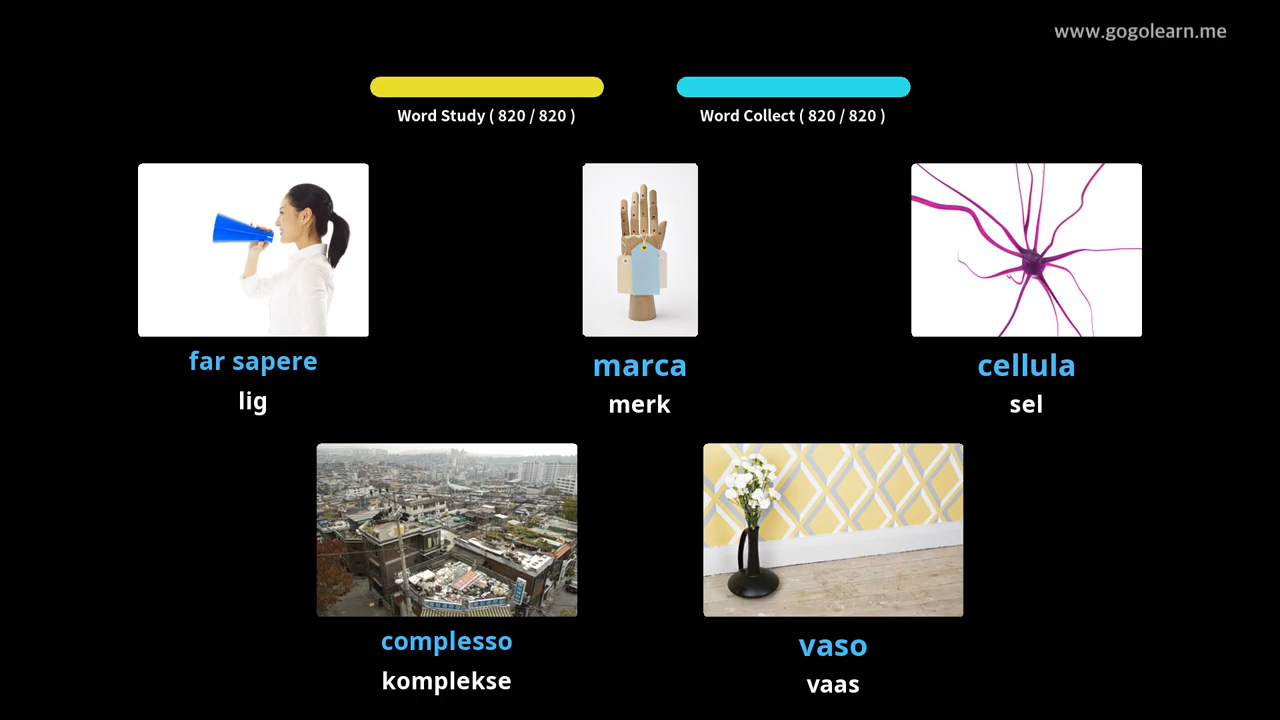 www.gogolearn.me
Word Study ( 820 / 820 )
Word Collect ( 820 / 820 )
far sapere
lig
marca
merk
cellula
sel
complesso
komplekse
vaso
vaas